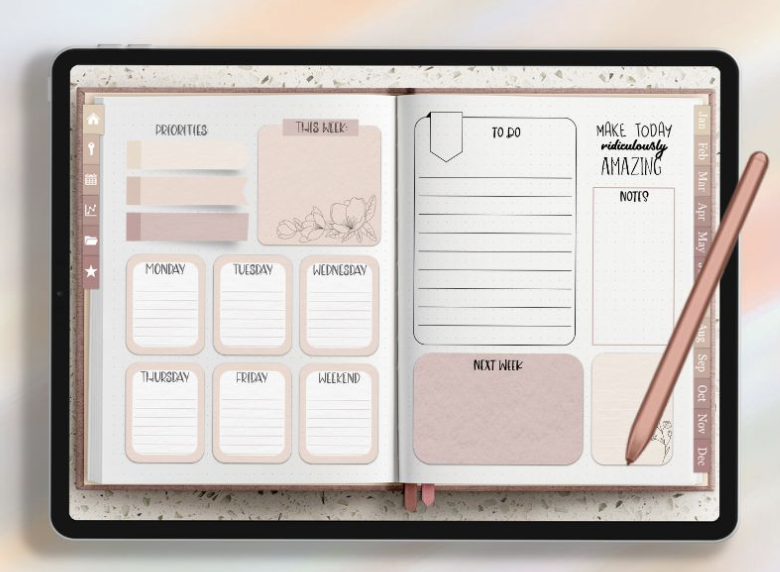 PRIORITIES
THIS WEEK
MONDAY
TUESDAY
WEDNESDAY
THURSDAY
FRIDAY
WEEKEND
TO DO
MAKE TODAY
ridiculously
AMAZING
NOTES
NEXT WEEK
Jan
Feb
Mar
Apr
May
Aug
Sep
Oct
Nov
Dec